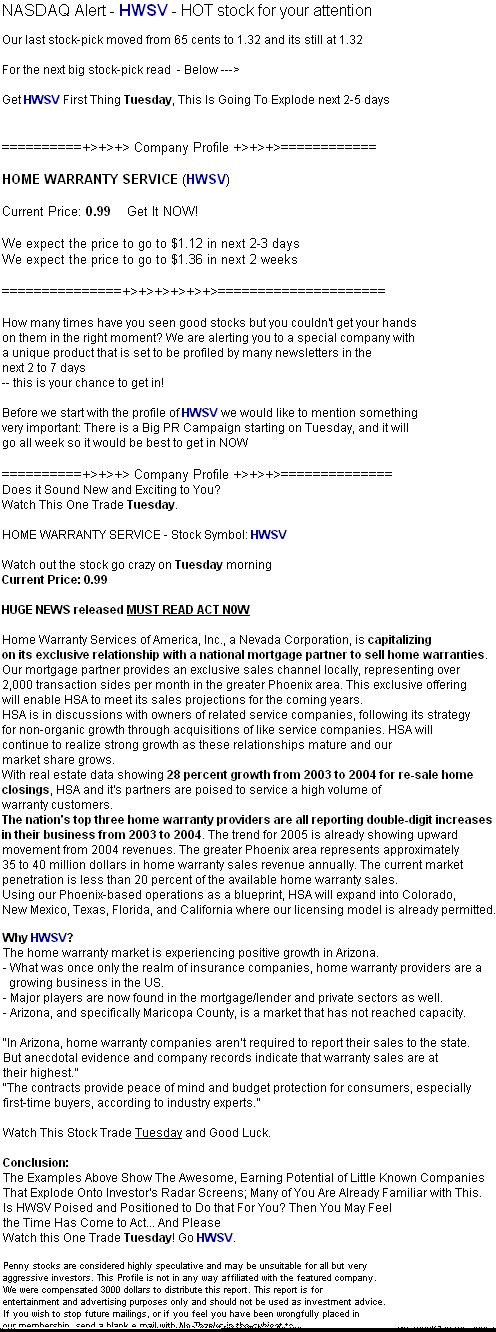 NASDAQ Alert - HWSV - HOT stock for your attention
Our last stock-pick moved from 65 cents to 1.32 and its still at 1.32
For the next big stock-pick read - Below --->
Get HWSV First Thing Tuesday, This Is Going To Explode next 2-5 days
==========+>+>+> Company Profile +>+>+>============
HOME WARRANTY SERVICE (HWSV)
Current Price: 0.99 Get It NOW!
We expect the price to go to $1.12 in next 2-3 days
We expect the price to go to $1.36 in next 2 weeks
===============+>+>+>+>+>+>=====================
How many times have you seen good stocks but you couldn't get your hands
on them in the right moment? We are alerting you to a special company with
a unique product that is set to be profiled by many newsletters in the
next 2 to 7 days
-- this is your chance to get in!
Before we start with the profile of HWSV we would like to mention something
very important: There is a Big PR Campaign starting on Tuesday, and it will
go all week so it would be best to get in NOW
==========+>+>+> Company Profile +>+>+>==============
Does it Sound New and Exciting to You?
Watch This One Trade Tuesday.
HOME WARRANTY SERVICE - Stock Symbol: HWSV
Watch out the stock go crazy on Tuesday morning
Current Price: 0.99
HUGE NEWS released MUST READ ACT N0W
Home Warranty Services of America, Inc., a Nevada Corporation, is capitalizing
on its exclusive relationship with a national mortgage partner to sell home warranties.
Our mortgage partner provides an exclusive sales channel locally, representing over
2,000 transaction sides per month in the greater Phoenix area. This exclusive offering
will enable HSA to meet its sales projections for the coming years.
HSA is in discussions with owners of related service companies, following its strategy
for non-organic growth through acquisitions of like service companies. HSA will
continue to realize strong growth as these relationships mature and our
market share grows.
With real estate data showing 28 percent growth from 2003 to 2004 for re-sale home
closings, HSA and it's partners are poised to service a high volume of
warranty customers.
The nation's top three home warranty providers are all reporting double-digit increases
in their business from 2003 to 2004. The trend for 2005 is already showing upward
movement from 2004 revenues. The greater Phoenix area represents approximately
35 to 40 million dollars in home warranty sales revenue annually. The current market
penetration is less than 20 percent of the available home warranty sales.
Using our Phoenix-based operations as a blueprint, HSA will expand into Colorado,
New Mexico, Texas, Florida, and California where our licensing model is already permitted.
Why HWSV?
The home warranty market is experiencing positive growth in Arizona.
- What was once only the realm of insurance companies, home warranty providers are a
growing business in the US.
- Major players are now found in the mortgage/lender and private sectors as well.
- Arizona, and specifically Maricopa County, is a market that has not reached capacity.
"In Arizona, home warranty companies aren't required to report their sales to the state.
But anecdotal evidence and company records indicate that warranty sales are at
their highest."
"The contracts provide peace of mind and budget protection for consumers, especially
first-time buyers, according to industry experts."
Watch This Stock Trade Tuesday and Good Luck.
Conclusion:
The Examples Above Show The Awesome, Earning Potential of Little Known Companies
That Explode Onto Investor's Radar Screens; Many of You Are Already Familiar with This.
Is HWSV Poised and Positioned to Do that For You? Then You May Feel
the Time Has Come to Act... And Please
Watch this One Trade Tuesday! Go HWSV.
Penny stocks are considered highly speculative and may be unsuitable for all but very
aggressive investors. This Profile is not in any way affiliated with the featured company.
We were compensated 3000 dollars to distribute this report. This report is for
entertainment and advertising purposes only and should not be used as investment advice.
If you wish to stop future mailings, or if you feel you have been wrongfully placed in
our membership, send a blank e mail with No Thanks in the subject to